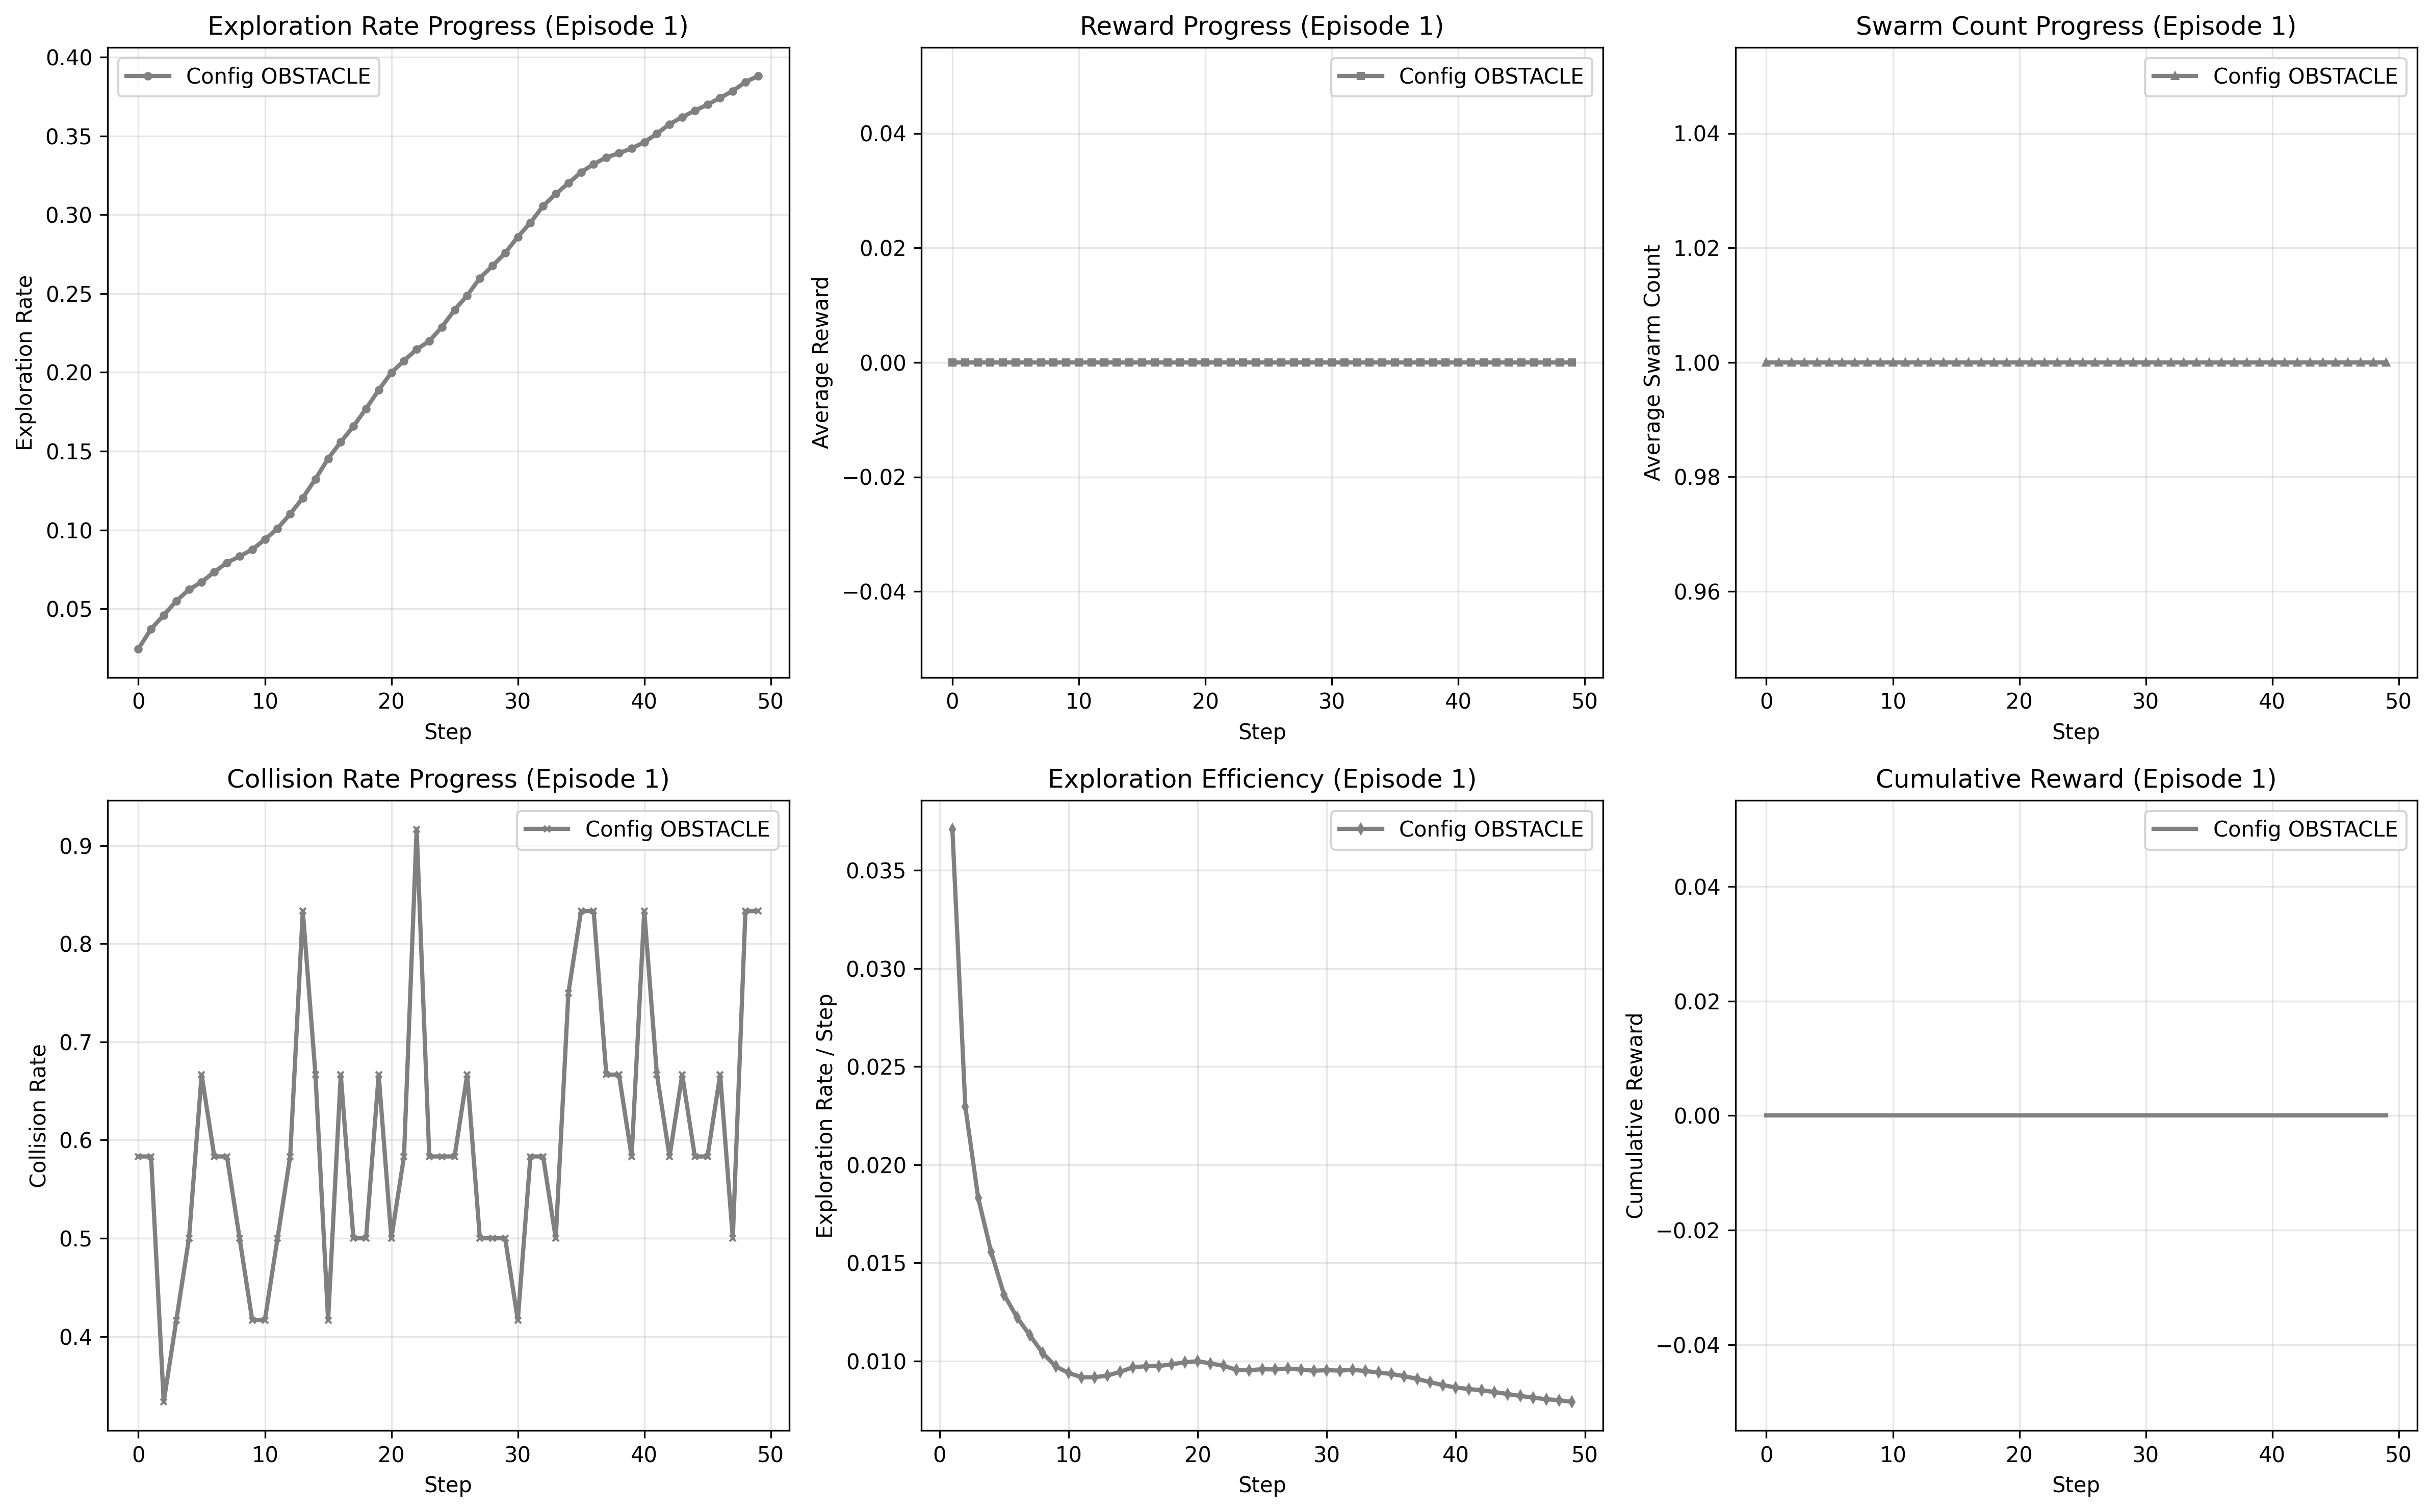 Exploration Rate Progress (Episode 1)
Config OBSTACLE
0.40
0.35
0.30
0.25
0.20
0.15
0.10
0.05
Exploration Rate
0 10 20 30 40 50
Step
Reward Progress (Episode 1)
Config OBSTACLE
0.04
0.02
0.00
−0.02
−0.04
Average Reward
0 10 20 30 40 50
Step
Swarm Count Progress (Episode 1)
Config OBSTACLE
1.04
1.02
1.00
0.98
0.96
Average Swarm Count
0 10 20 30 40 50
Step
Collision Rate Progress (Episode 1)
Config OBSTACLE
0.9
0.8
0.7
0.6
0.5
0.4
Collision Rate
0 10 20 30 40 50
Step
Exploration Efficiency (Episode 1)
Config OBSTACLE
0.035
0.030
0.025
0.020
0.015
0.010
Exploration Rate / Step
0 10 20 30 40 50
Step
Cumulative Reward (Episode 1)
Config OBSTACLE
0.04
0.02
0.00
−0.02
−0.04
Cumulative Reward
0 10 20 30 40 50
Step